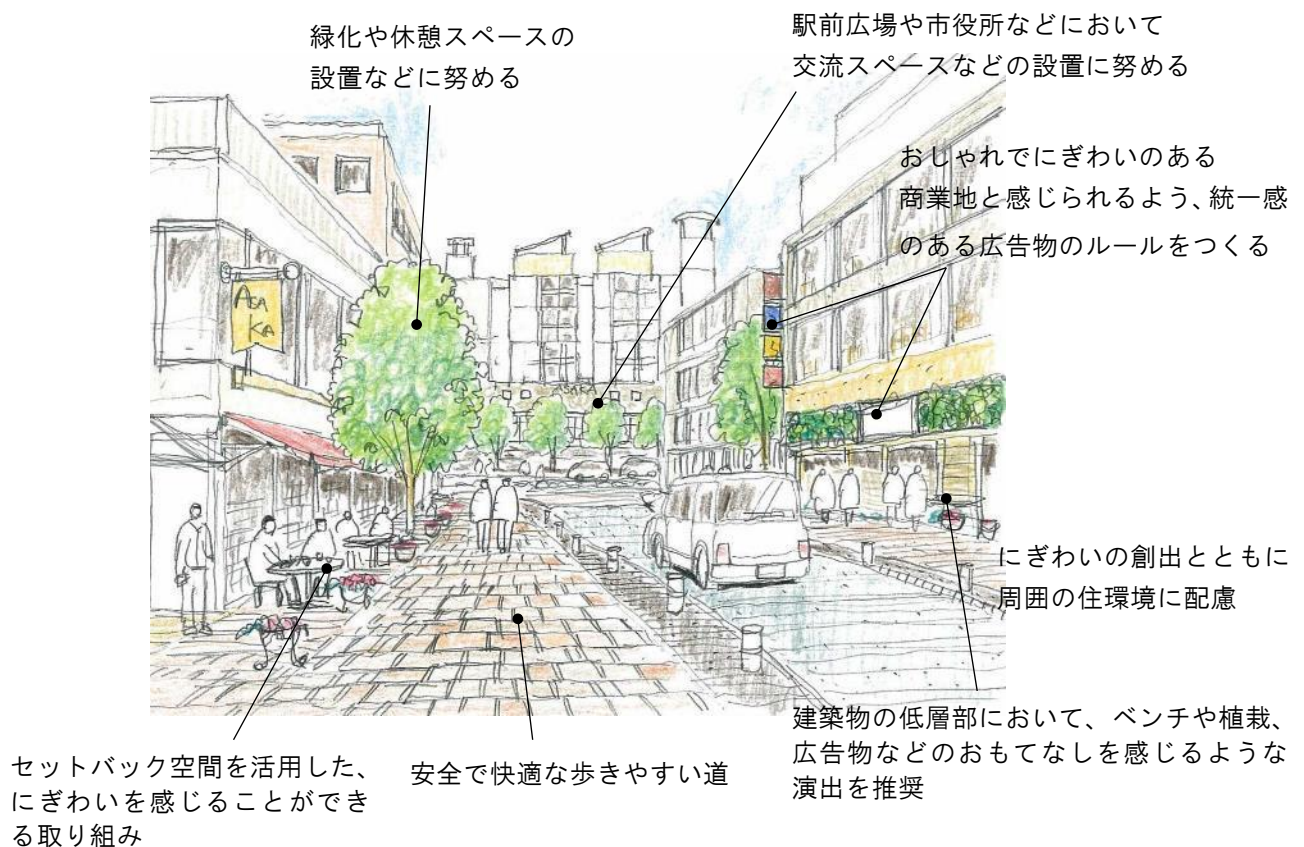 緑化や休憩スペースの
設置などに努める
駅前広場や市役所などにおいて
交流スペースなどの設置に努める
おしゃれでにぎわいのある
商業地と感じられるよう、統一感
のある広告物のルールをつくる
ASA
KA
ASAKA
にぎわいの創出とともに
周囲の住環境に配慮
建築物の低層部において、ベンチや植栽、
広告物などのおもてなしを感じるような
演出を推奨
安全で快適な歩きやすい道
セットバック空間を活用した、
にぎわいを感じることができ
る取り組み